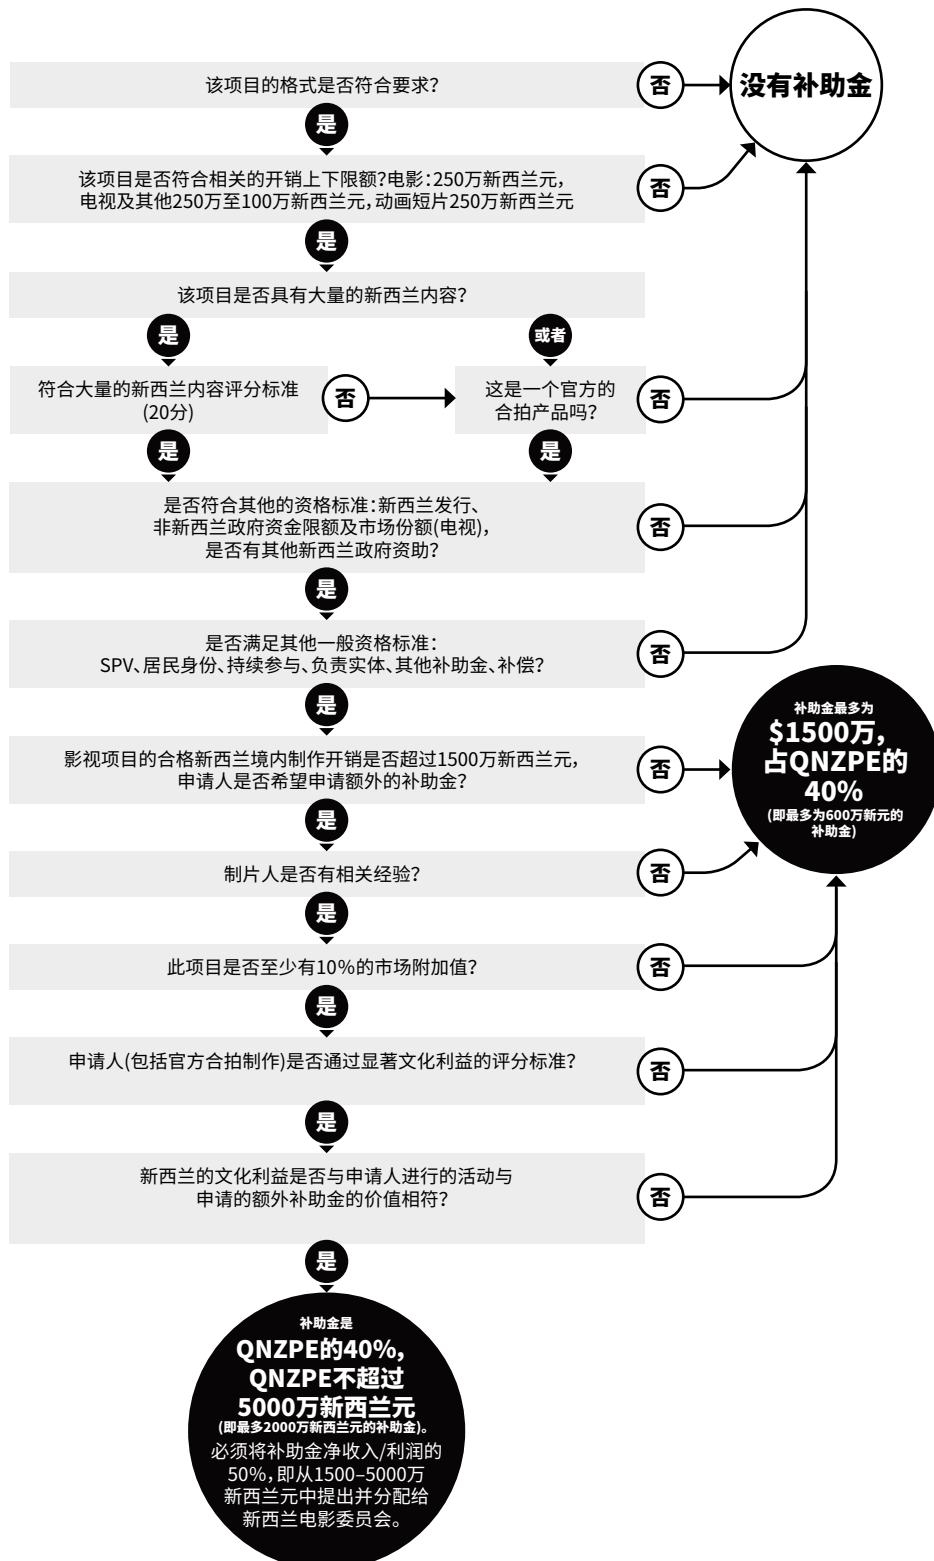 该项目的格式是否符合要求？
否
没有补助金
是
该项目是否符合相关的开销上下限额？电影：250万新西兰元，
电视及其他250万至100万新西兰元，动画短片250万新西兰元
否
是
该项目是否具有大量的新西兰内容？
是
或者
符合大量的新西兰内容评分标准
(20分)
否
这是一个官方的
合拍产品吗？
否
是
是
是否符合其他的资格标准：新西兰发行、
非新西兰政府资金限额及市场份额(电视)，
是否有其他新西兰政府资助？
否
是
是否满足其他一般资格标准：
SPV、居民身份、持续参与、负责实体、其他补助金、补偿？
否
是
影视项目的合格新西兰境内制作开销是否超过1500万新西兰元，
申请人是否希望申请额外的补助金？
否
补助金最多为
$1500万，
占QNZPE的
40%
(即最多为600万新元的
补助金)
是
制片人是否有相关经验？
否
是
此项目是否至少有10%的市场附加值？
否
是
申请人(包括官方合拍制作)是否通过显著文化利益的评分标准？
否
是
新西兰的文化利益是否与申请人进行的活动与
申请的额外补助金的价值相符？
否
是
补助金是
QNZPE的40%，
QNZPE不超过
5000万新西兰元
(即最多2000万新西兰元的补助金)。
必须将补助金净收入/利润的
50%，即从1500–5000万
新西兰元中提出并分配给
新西兰电影委员会。